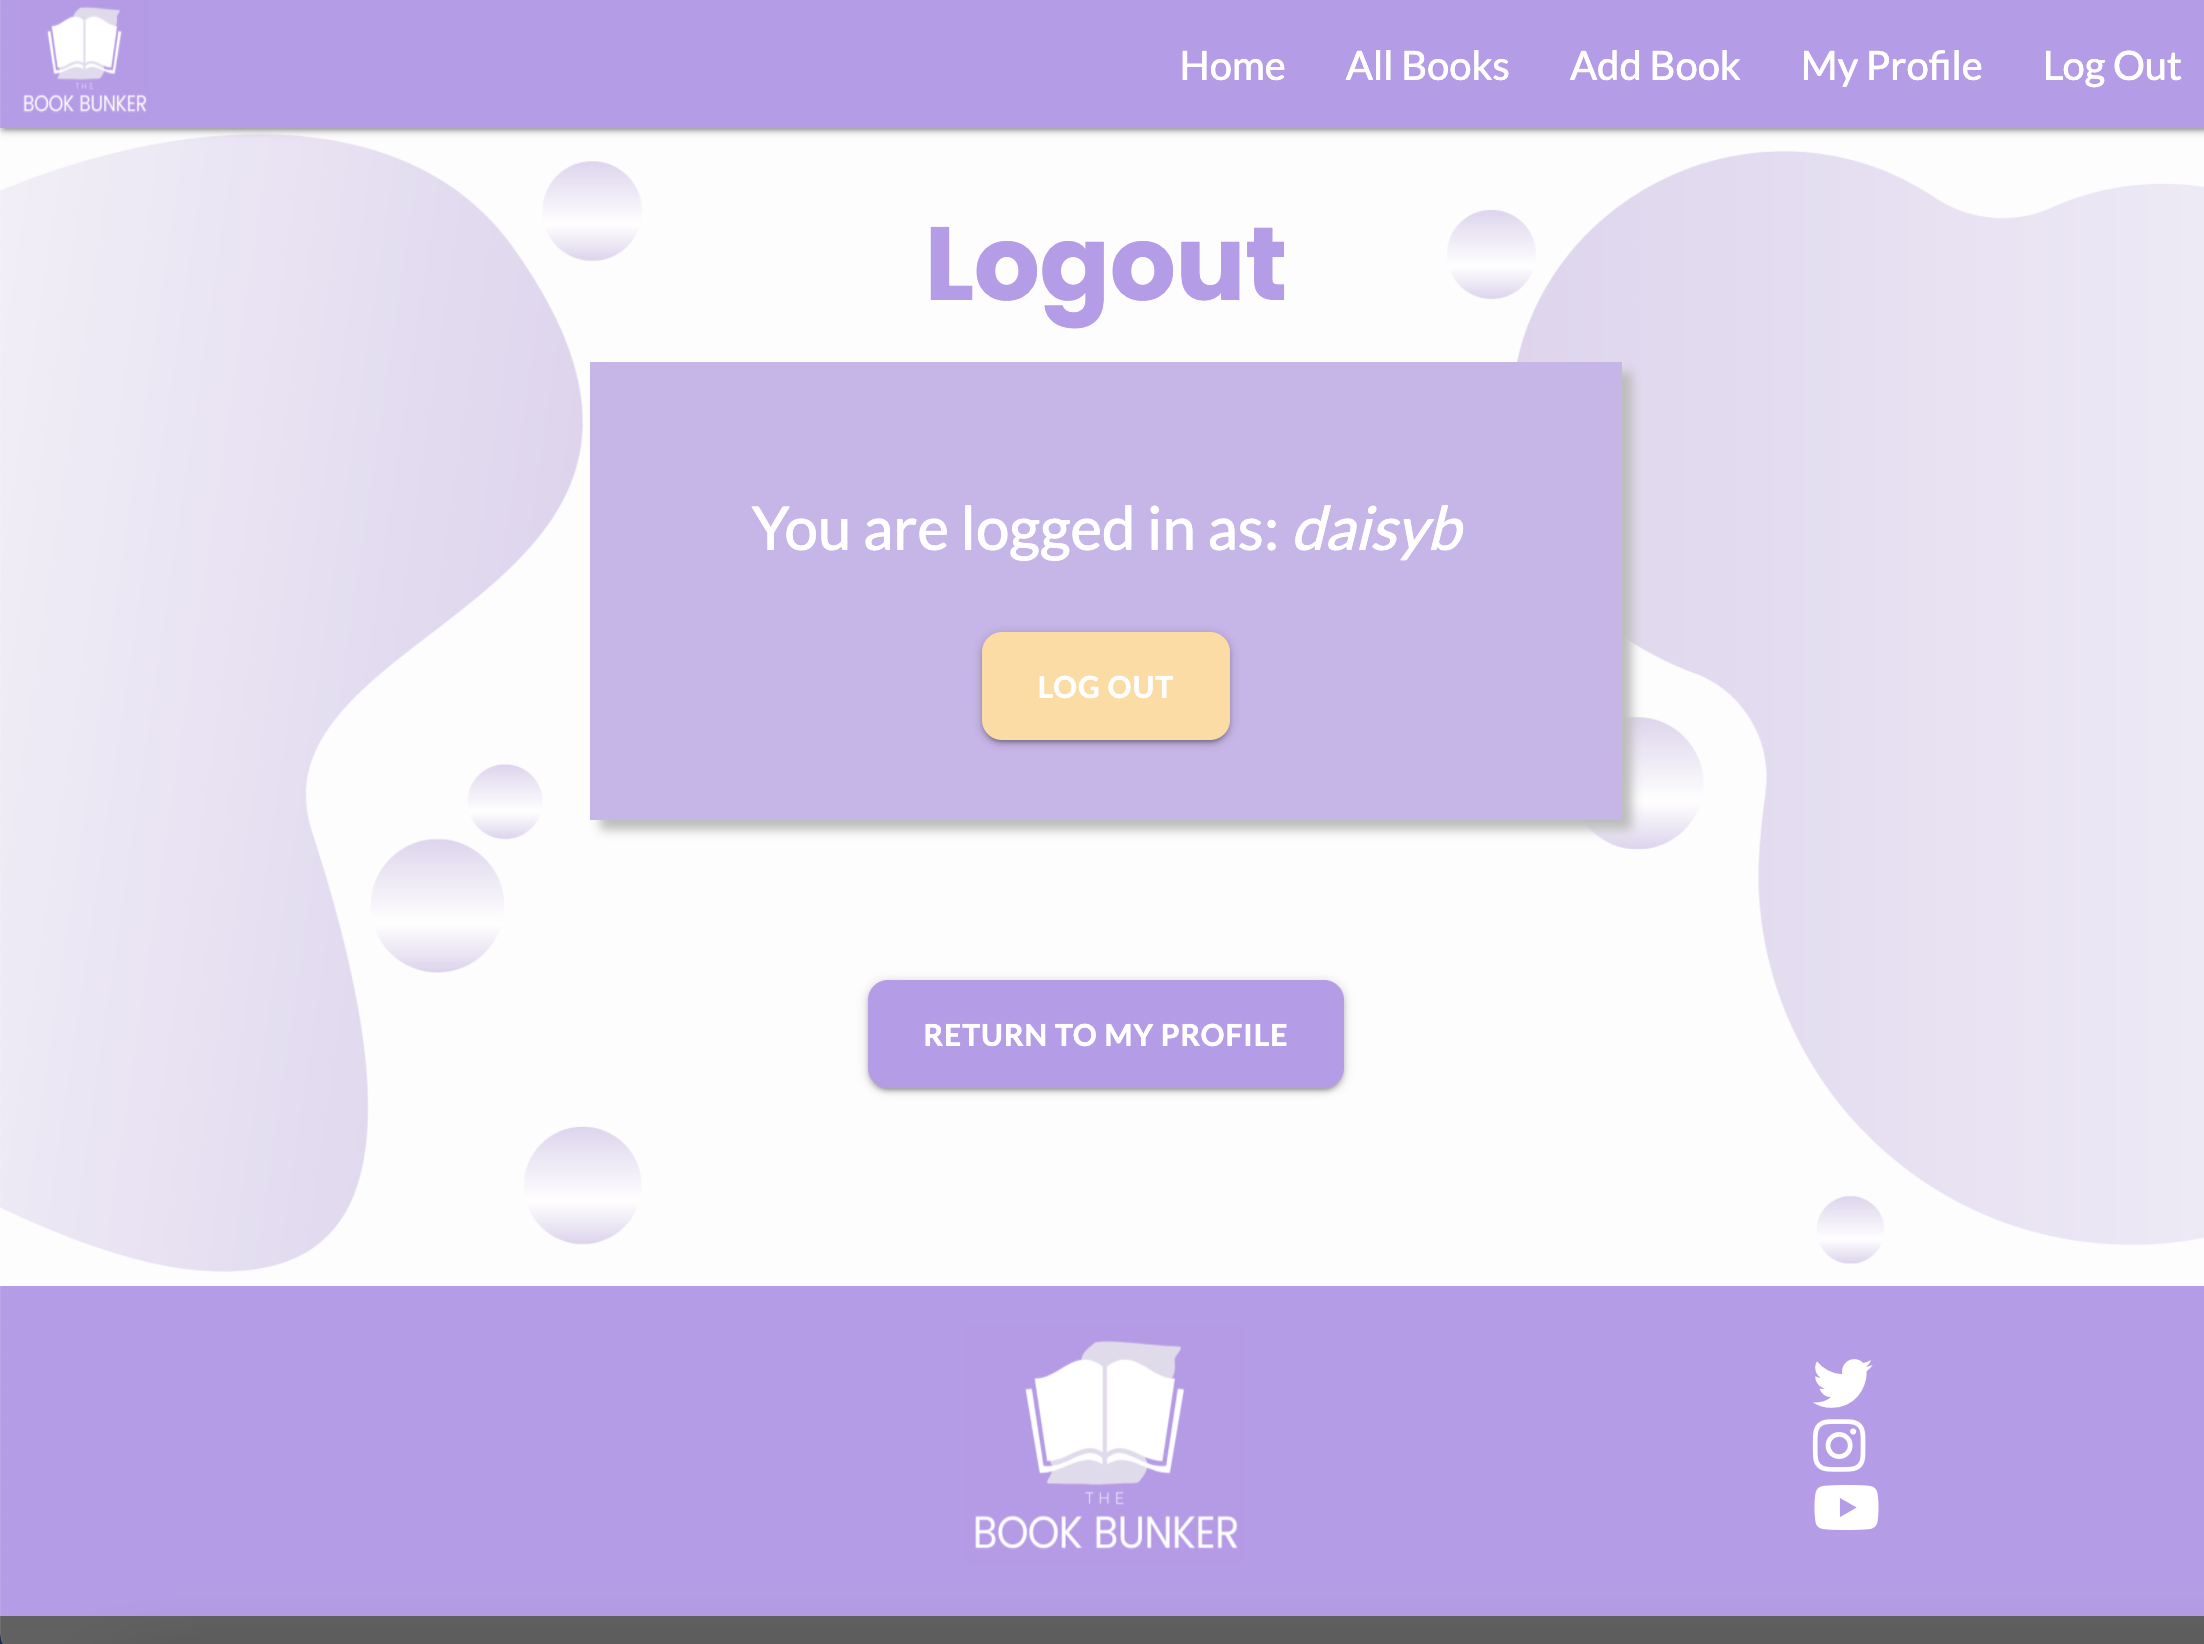 THE
BOOK BUNKER
Home
All Books
Add Book
My Profile
Log Out
Logout
You are logged in as: daisyb
LOG OUT
RETURN TO MY PROFILE
THE
BOOK BUNKER